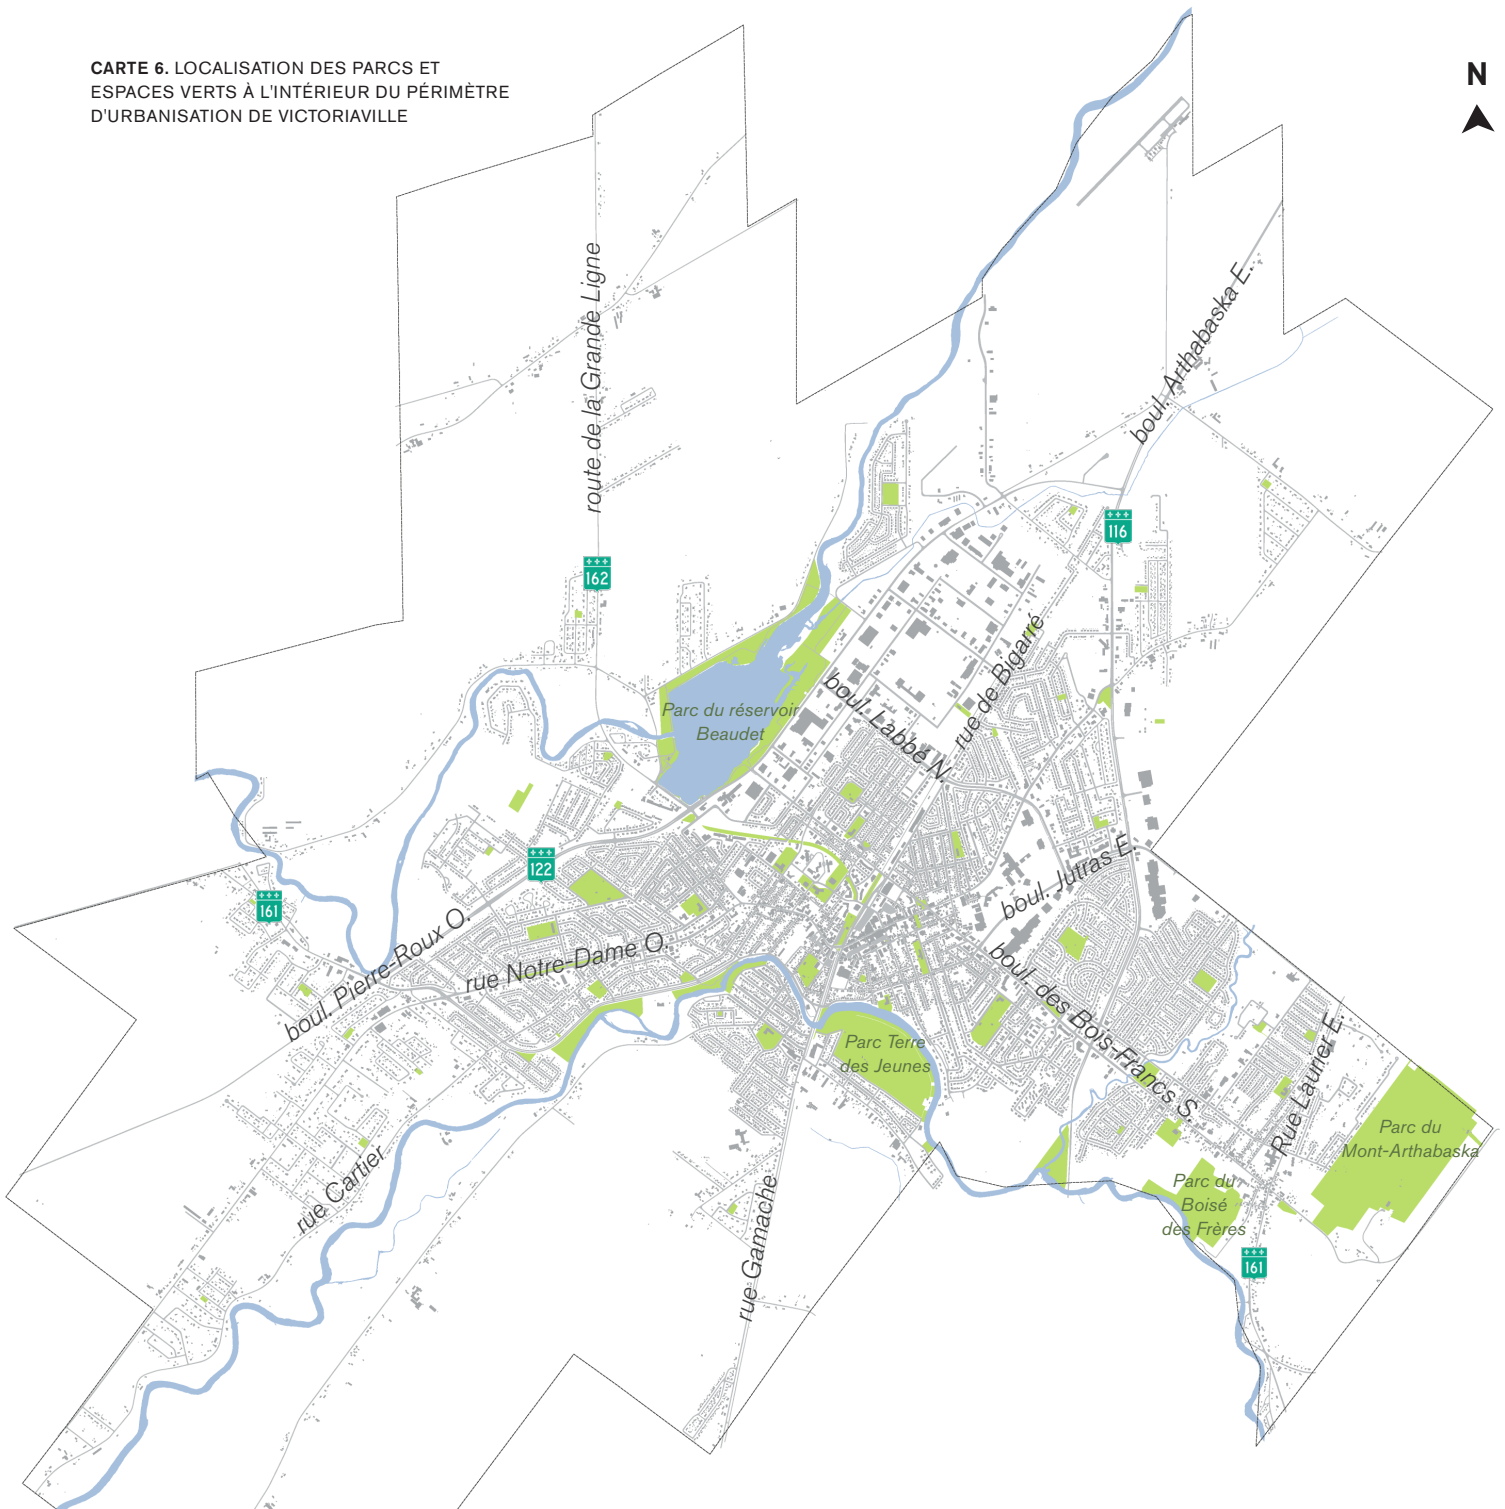 CARTE 6. LOCALISATION DES PARCS ET
ESPACES VERTS À L'INTÉRIEUR DU PÉRIMÈTRE
D'URBANISATION DE VICTORIAVILLE
N
route de la Grande Ligne
boul. Arthabaska E.
116
162
rue de Bigarré
boul. Labbé N.
Parc du réservoir
Beaudet
122
161
boul. Jutras E.
boul. Pierre-Roux O.
rue Notre-Dame O.
boul. des Bois-Francs S.
Parc Terre
des Jeunes
Rue Laurier E.
Parc du
Mont-Arthabaska
Parc du
Boisé
des Frères
rue Cartier
rue Gamache
161